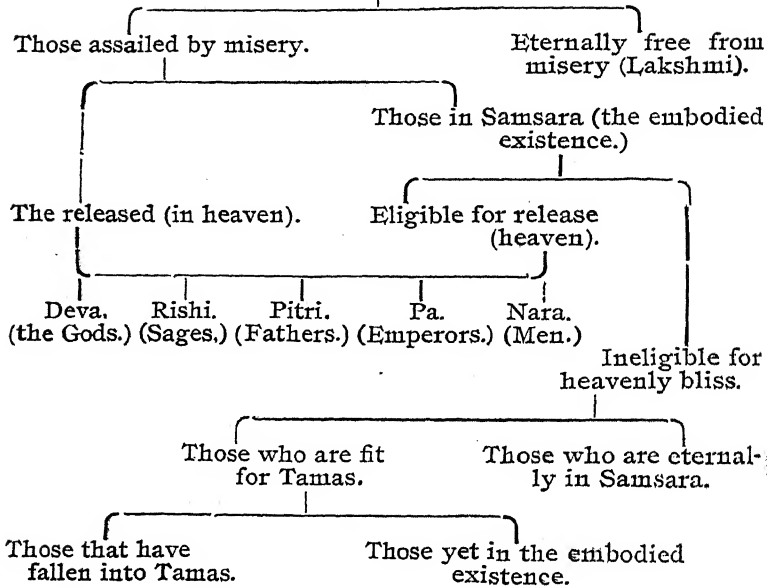 Those assailed by misery.
Eternally free from
misery (Lakshmi).
Those in Samsara (the embodied
existence.)
The released (in heaven).
Eligible for release
(heaven).
Deva. Rishi. Pitri. Pa. Nara.
(the Gods.) (Sages.) (Fathers.) (Emperors.) (Men.)
Ineligible for
heavenly bliss.
Those who are fit
for Tamas.
Those who are eternal-
ly in Samsara.
Those that have
fallen into Tamas.
Those yet in the embodied
existence.